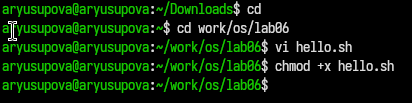 aryusupova@aryusupova:~/Downloads$ cd
aryusupova@aryusupova:~$ cd work/os/lab06
aryusupova@aryusupova:~/work/os/lab06$ vi hello.sh
aryusupova@aryusupova:~/work/os/lab06$ chmod +x hello.sh
aryusupova@aryusupova:~/work/os/lab06$